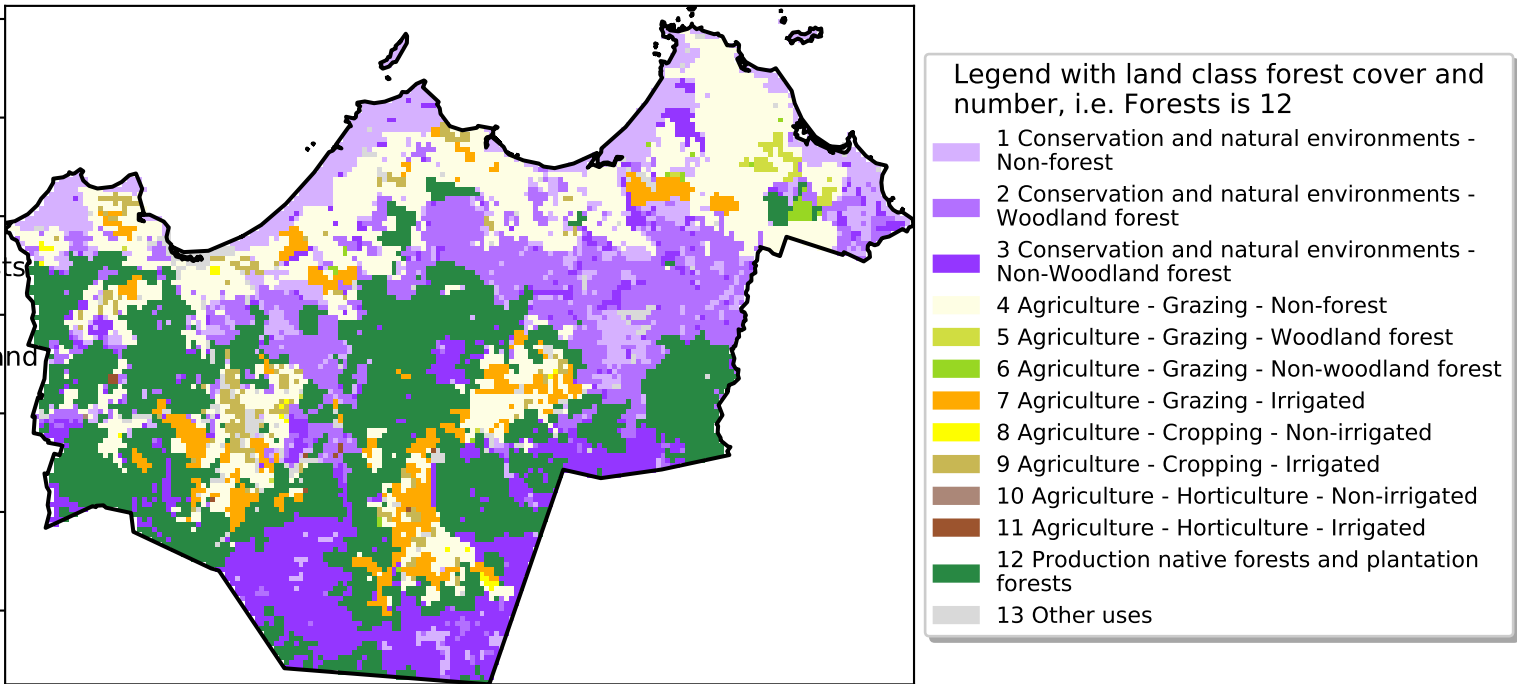 Legend with land class forest cover and
number, i.e. Forests is 12
1 Conservation and natural environments -
Non-forest
2 Conservation and natural environments -
Woodland forest
3 Conservation and natural environments -
Non-Woodland forest
4 Agriculture - Grazing - Non-forest
sts
5 Agriculture - Grazing - Woodland forest
and
6 Agriculture - Grazing - Non-woodland forest
7 Agriculture - Grazing - Irrigated
8 Agriculture - Cropping - Non-irrigated
9 Agriculture - Cropping - Irrigated
10 Agriculture - Horticulture - Non-irrigated
11 Agriculture - Horticulture - Irrigated
12 Production native forests and plantation
forests
13 Other uses